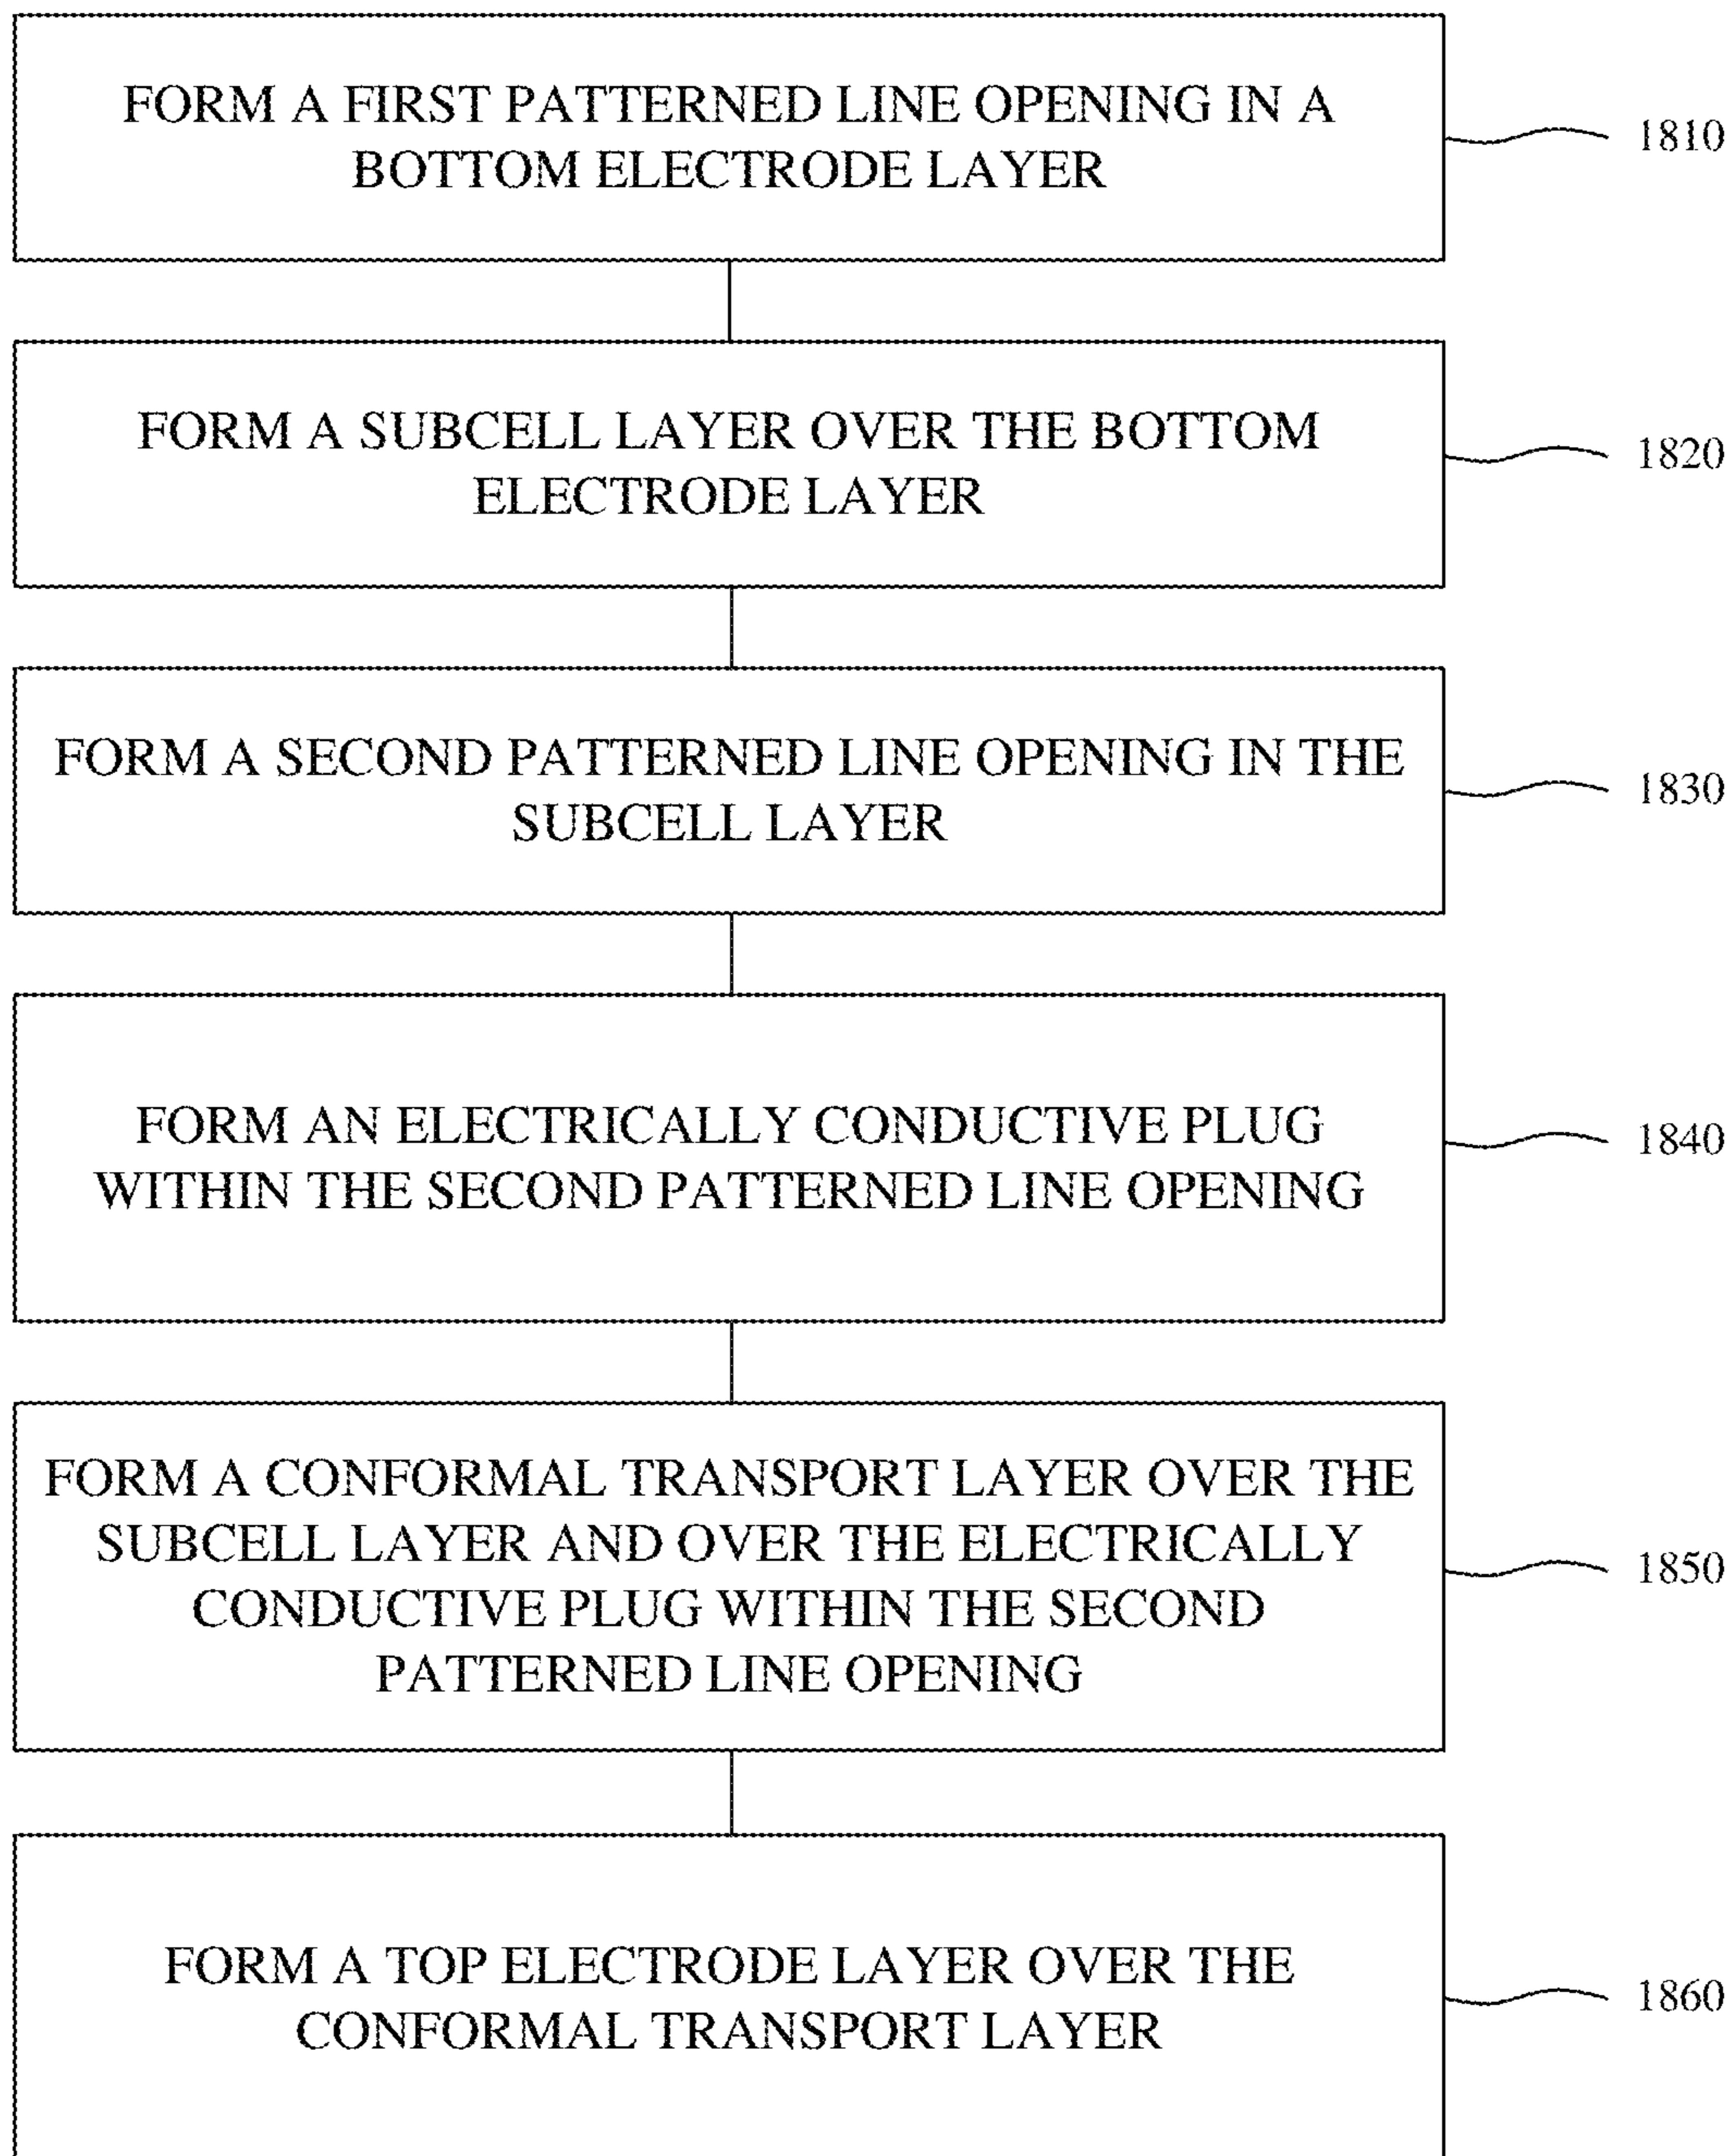 FORM A FIRST PATTERNED LINE OPENING IN A
BOTTOM ELECTRODE LAYER
1810
FORM A SUBCELL LAYER OVER THE BOTTOM
ELECTRODE LAYER
1820
FORM A SECOND PATTERNED LINE OPENING IN THE
SUBCELL LAYER
1830
FORM AN ELECTRICALLY CONDUCTIVE PLUG
WITHIN THE SECOND PATTERNED LINE OPENING
1840
FORM A CONFORMAL TRANSPORT LAYER OVER THE
SUBCELL LAYER AND OVER THE ELECTRICALLY
CONDUCTIVE PLUG WITHIN THE SECOND
PATTERNED LINE OPENING
1850
FORM A TOP ELECTRODE LAYER OVER THE
CONFORMAL TRANSPORT LAYER
1860